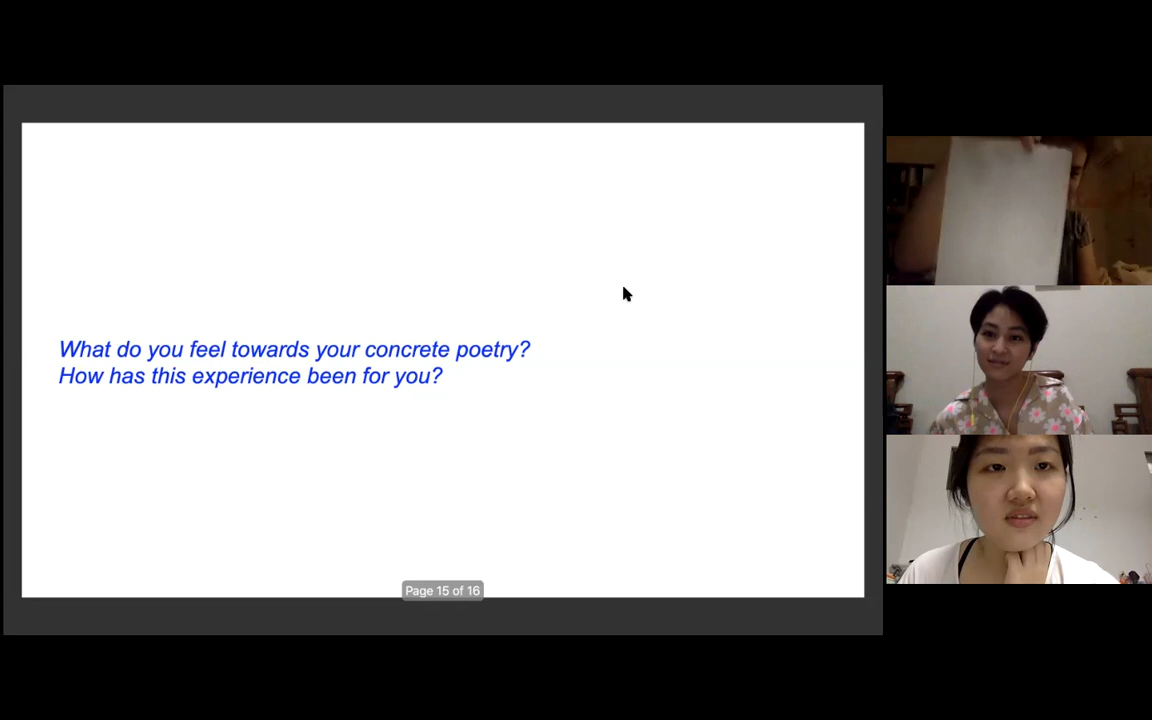 What do you feel towards your concrete poetry?
How has this experience been for you?
Page 15 of 16